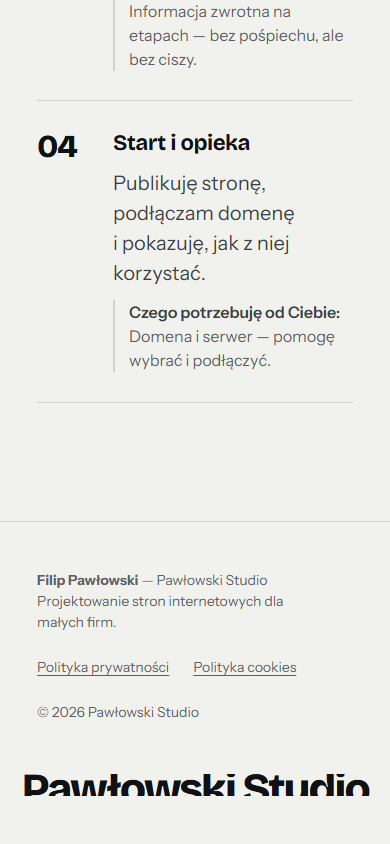 Informacja zwrotna na
etapach — bez pośpiechu, ale
bez ciszy.
04
Start i opieka
Publikuję stronę,
podłączam domenę
i pokazuję, jak z niej
korzystać.
Czego potrzebuję od Ciebie:
Domena i serwer — pomogę
wybrać i podłączyć.
Filip Pawłowski — Pawłowski Studio
Projektowanie stron internetowych dla
małych firm.
Polityka prywatności Polityka cookies
© 2026 Pawłowski Studio
Pawłowski Studio